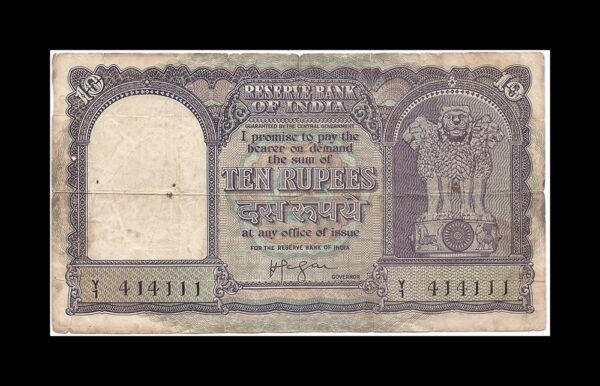 10 10
RESERVE BANK
OF INDIA
GUARANTEED BY THE CENTRAL GOVERNMENT
I promise to pay the
bearer on demand
the sum of
TEN RUPEES
दस रूपये
at any office of issue
FOR THE RESERVE BANK OF INDIA
GOVERNOR
Y/1 414111
Y/1 414111